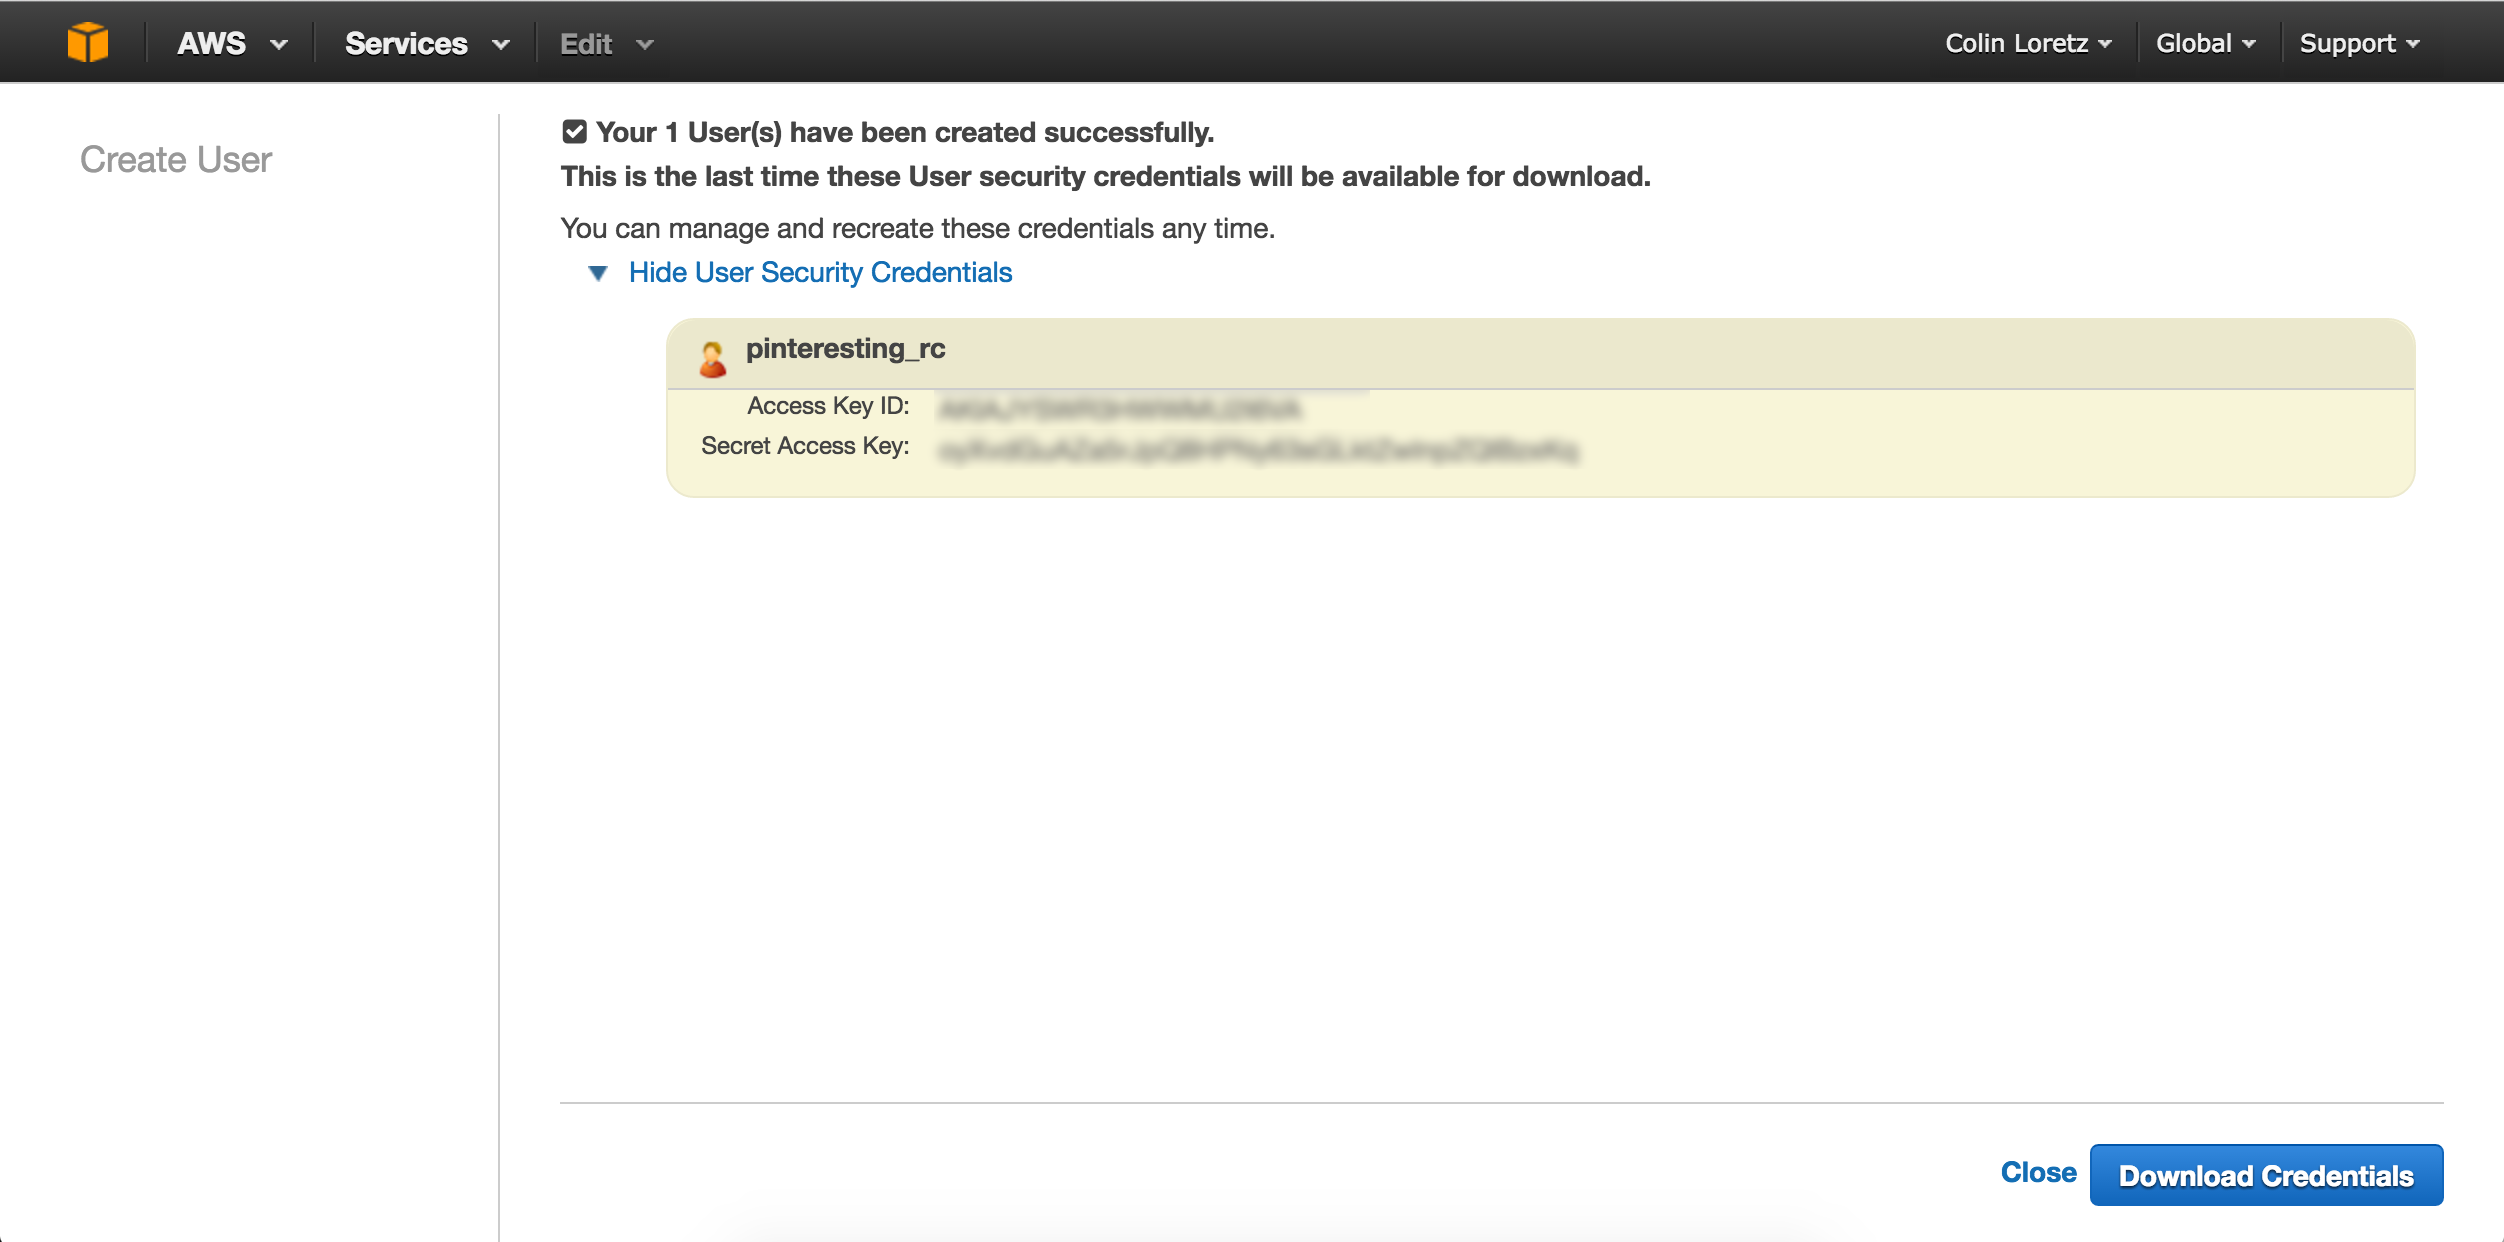 AWS Services Edit Colin Loretz Global Support
Create User
Your 1 User(s) have been created successfully.
This is the last time these User security credentials will be available for download.
You can manage and recreate these credentials any time.
Hide User Security Credentials
pinteresting_rc
Access Key ID:
Secret Access Key:
Close Download Credentials